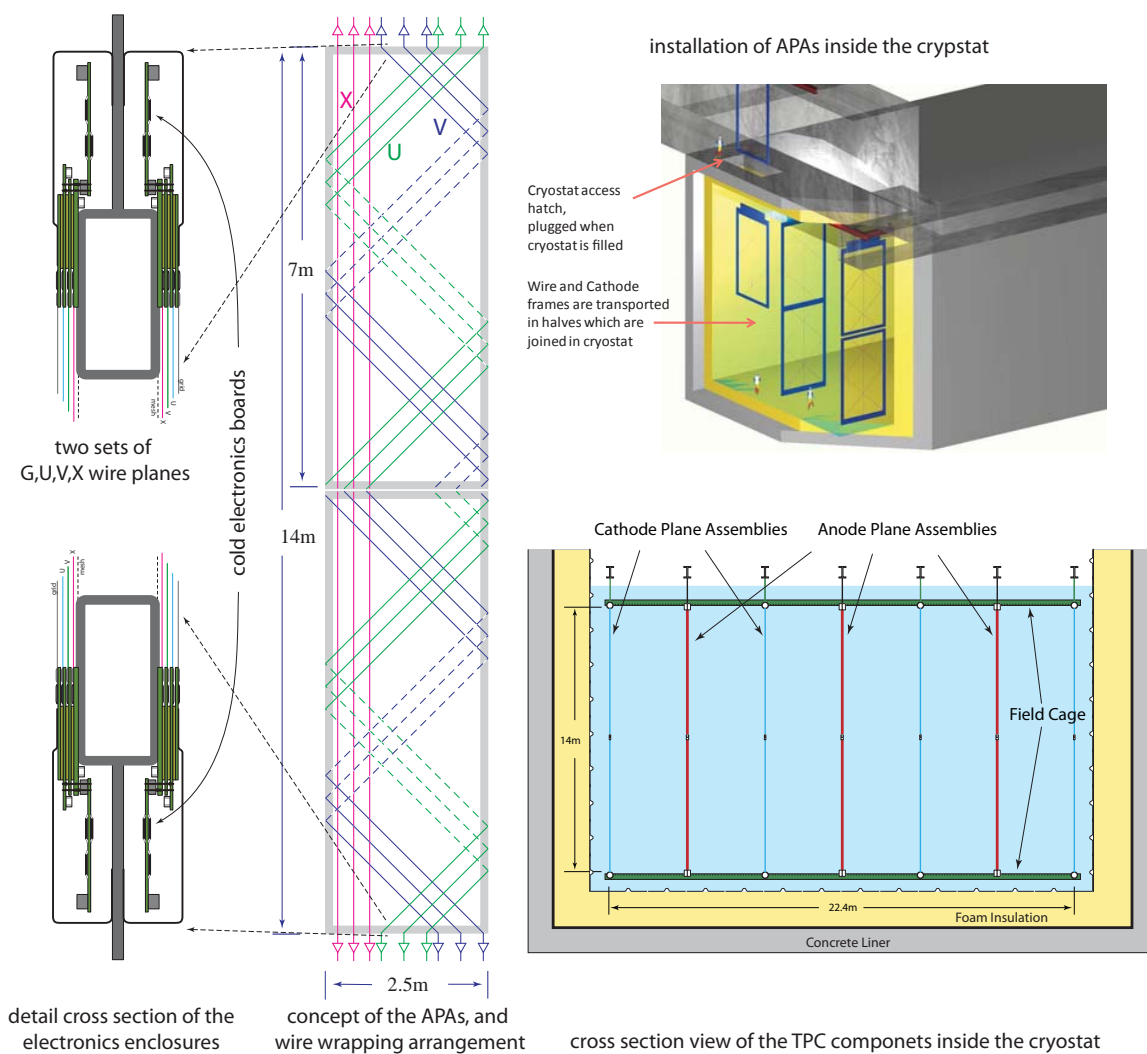 X
V
U
7m
14m
2.5m
grid
U
V
X
mesh
two sets of
G,U,V,X wire planes
cold electronics boards
grid
U
V
X
mesh
detail cross section of the
electronics enclosures
concept of the APAs, and
wire wrapping arrangement
installation of APAs inside the crypstat
Cryostat access
hatch,
plugged when
cryostat is filled
Wire and Cathode
frames are transported
in halves which are
joined in cryostat
Cathode Plane Assemblies
Anode Plane Assemblies
Field Cage
14m
22.4m
Foam Insulation
Concrete Liner
cross section view of the TPC componets inside the cryostat